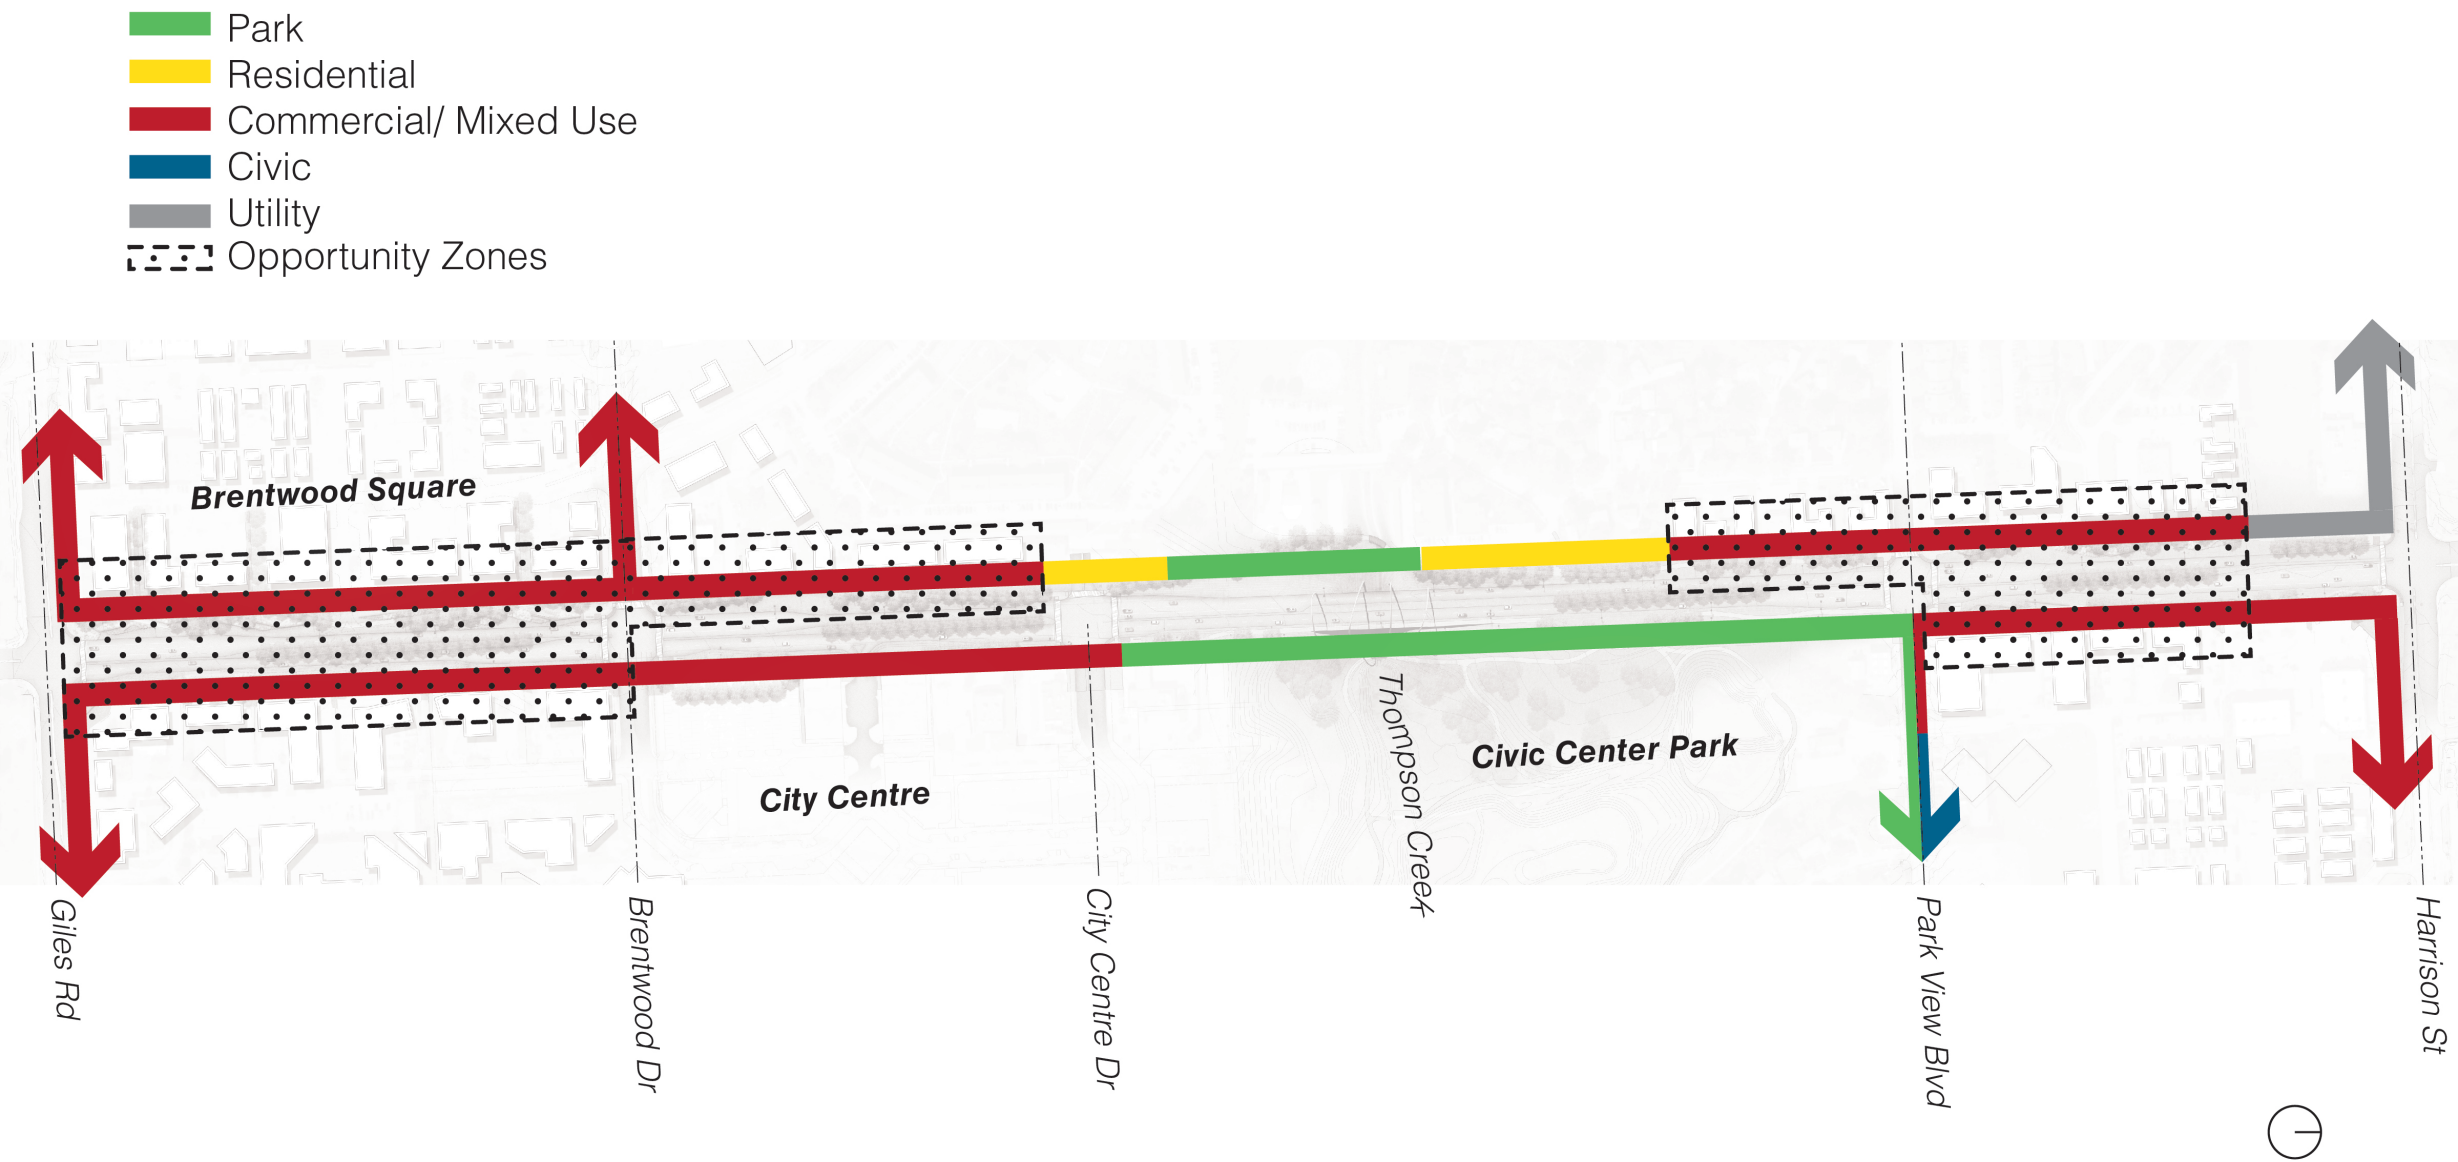 Park
Residential
Commercial/ Mixed Use
Civic
Utility
Opportunity Zones
Brentwood Square
City Centre
Civic Center Park
Thompson Creek
Giles Rd
Brentwood Dr
City Centre Dr
Park View Blvd
Harrison St